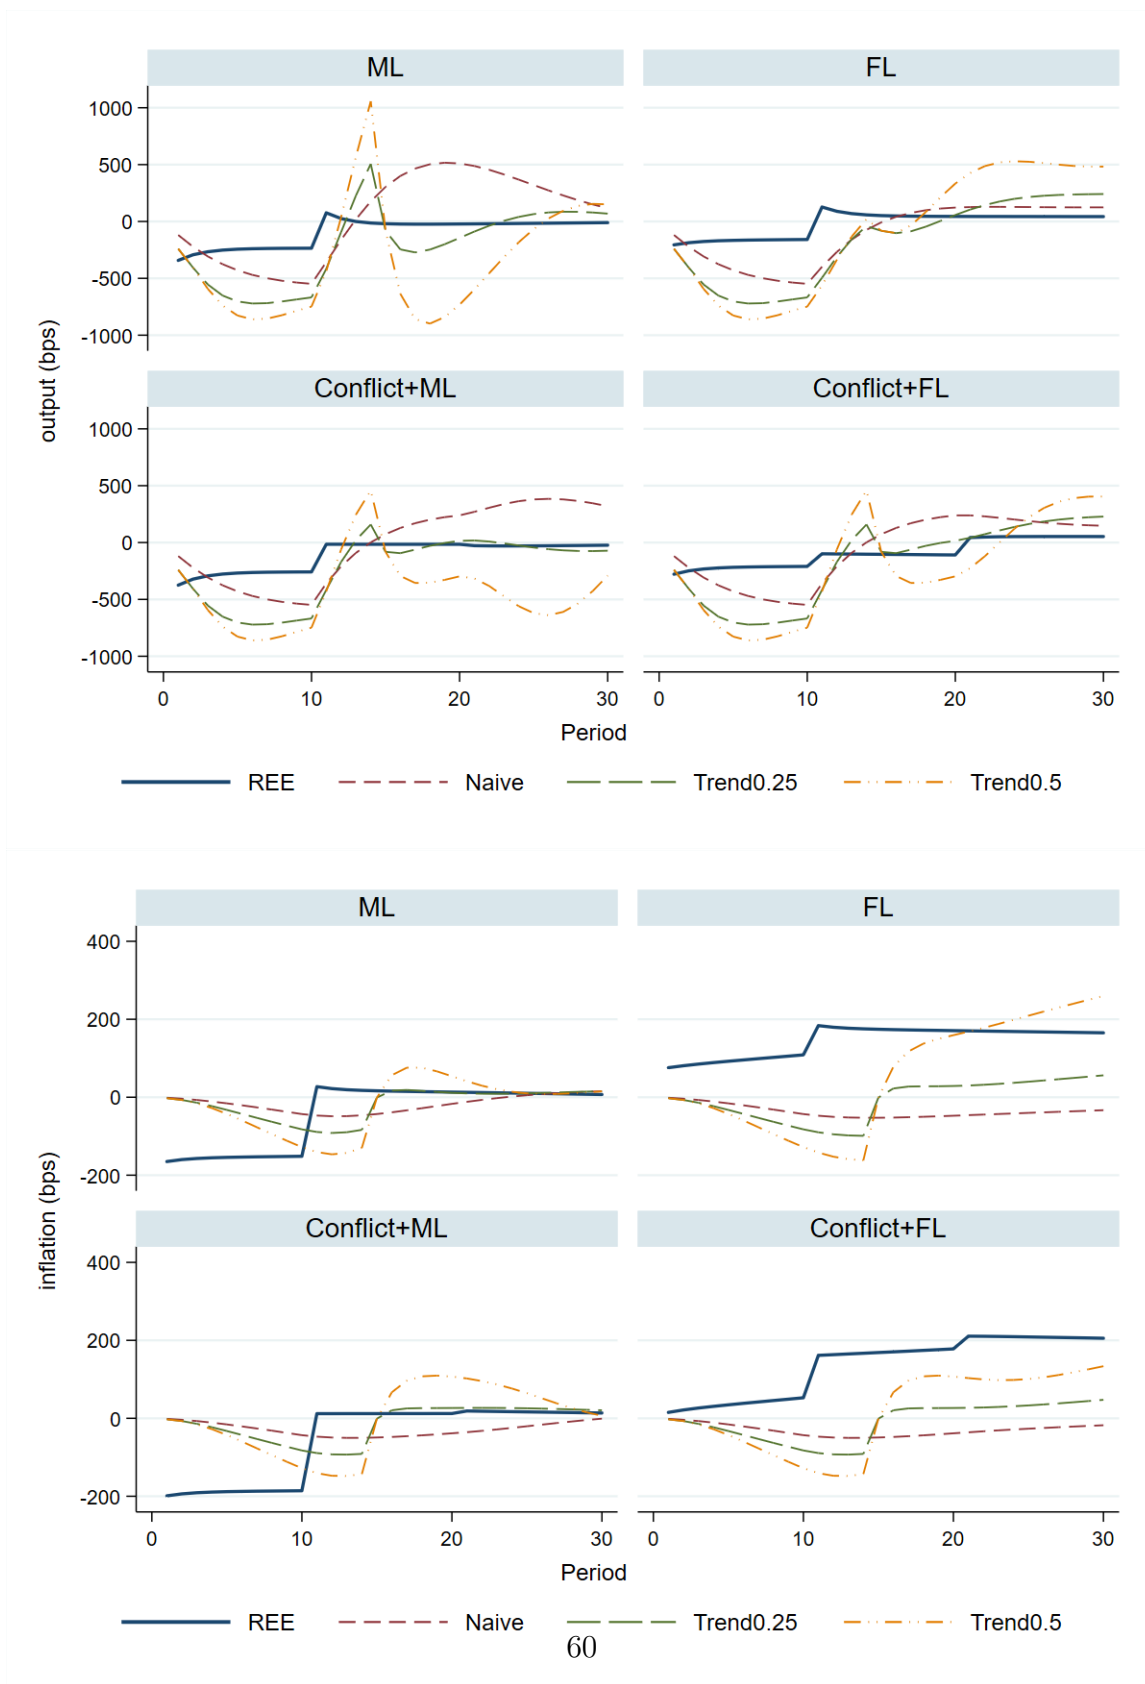 ML FL
1000
500
0
-500
-1000
output (bps)
Conflict+ML Conflict+FL
1000
500
0
-500
-1000
0 10 20 30 0 10 20 30
Period
REE Naive Trend0.25 Trend0.5
ML FL
400
200
0
-200
inflation (bps)
Conflict+ML Conflict+FL
400
200
0
-200
0 10 20 30 0 10 20 30
Period
REE Naive Trend0.25 Trend0.5
60